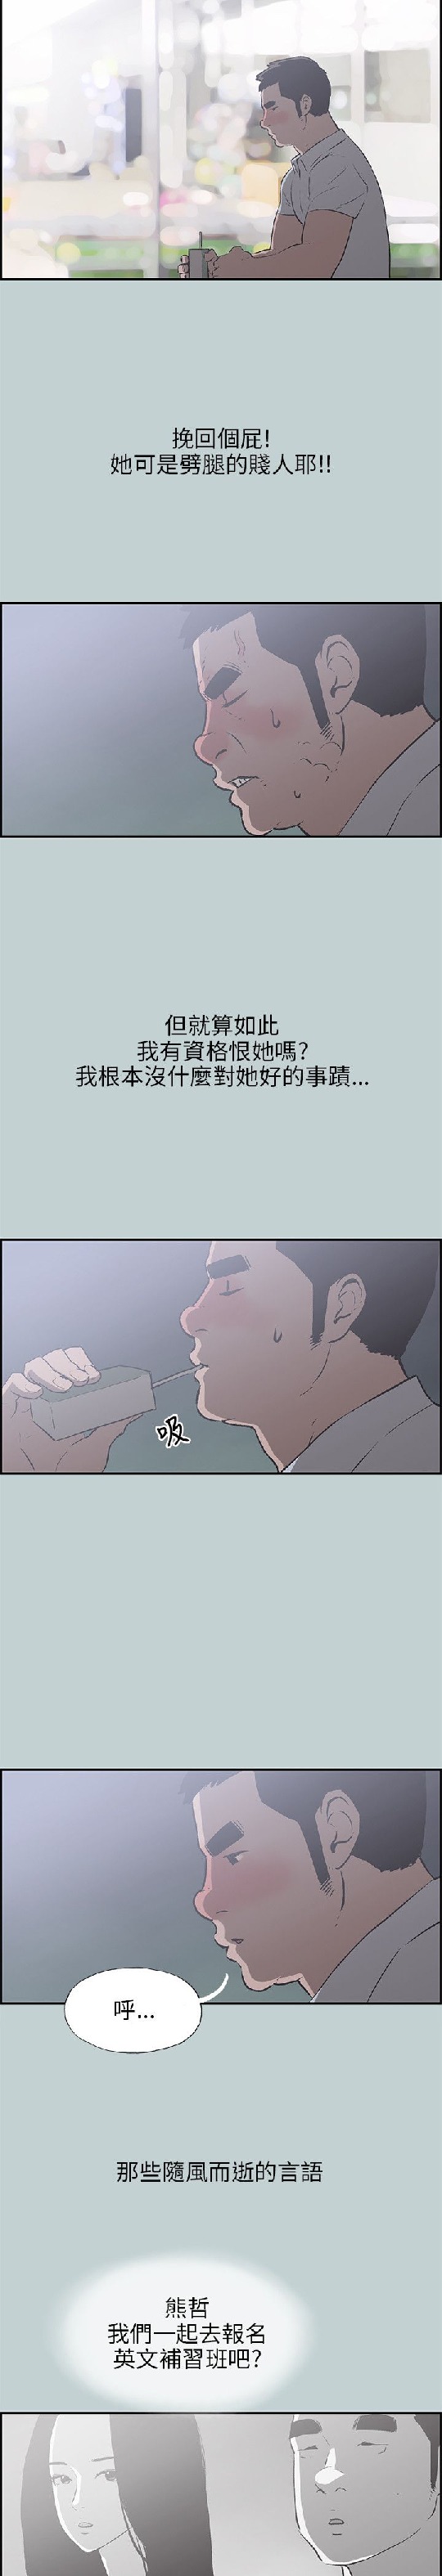 挽回個屁!
她可是劈腿的賤人耶!!
但就算如此
我有資格恨她嗎?
我根本沒什麼對她好的事蹟...
吸
呼...
那些隨風而逝的言語
熊哲
我們一起去報名
英文補習班吧?